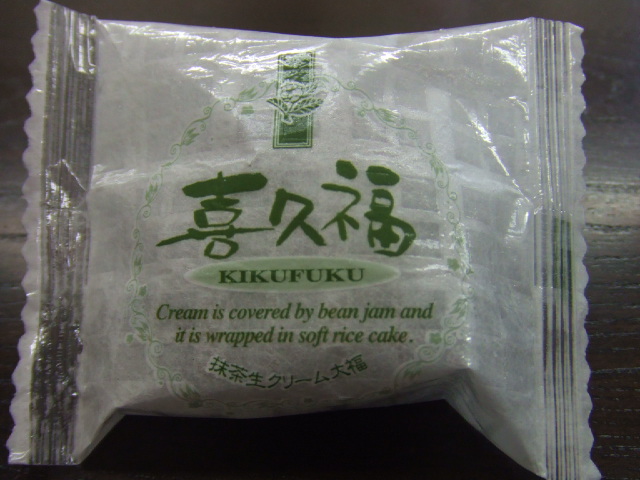 喜久福
KIKUFUKU
Cream is covered by bean jam and
it is wrapped in soft rice cake.
抹茶生クリーム大福